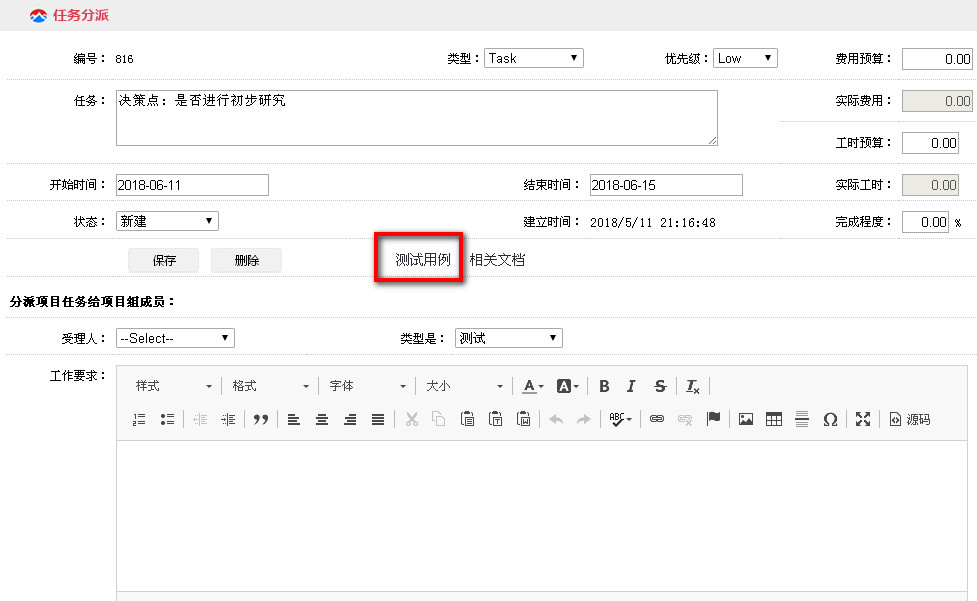 任务分派
编号： 816 类型： Task 优先级： Low 费用预算： 0.00
任务： 决策点：是否进行初步研究 实际费用： 0.00
工时预算： 0.00
开始时间： 2018-06-11 结束时间： 2018-06-15 实际工时： 0.00
状态： 新建 建立时间： 2018/5/11 21:16:48 完成程度： 0.00 %
保存 删除 测试用例 相关文档
分派项目任务给项目组成员：
受理人： --Select-- 类型是： 测试
工作要求： 样式 格式 字体 大小 A A B I S Tx
ABC Ω 源码